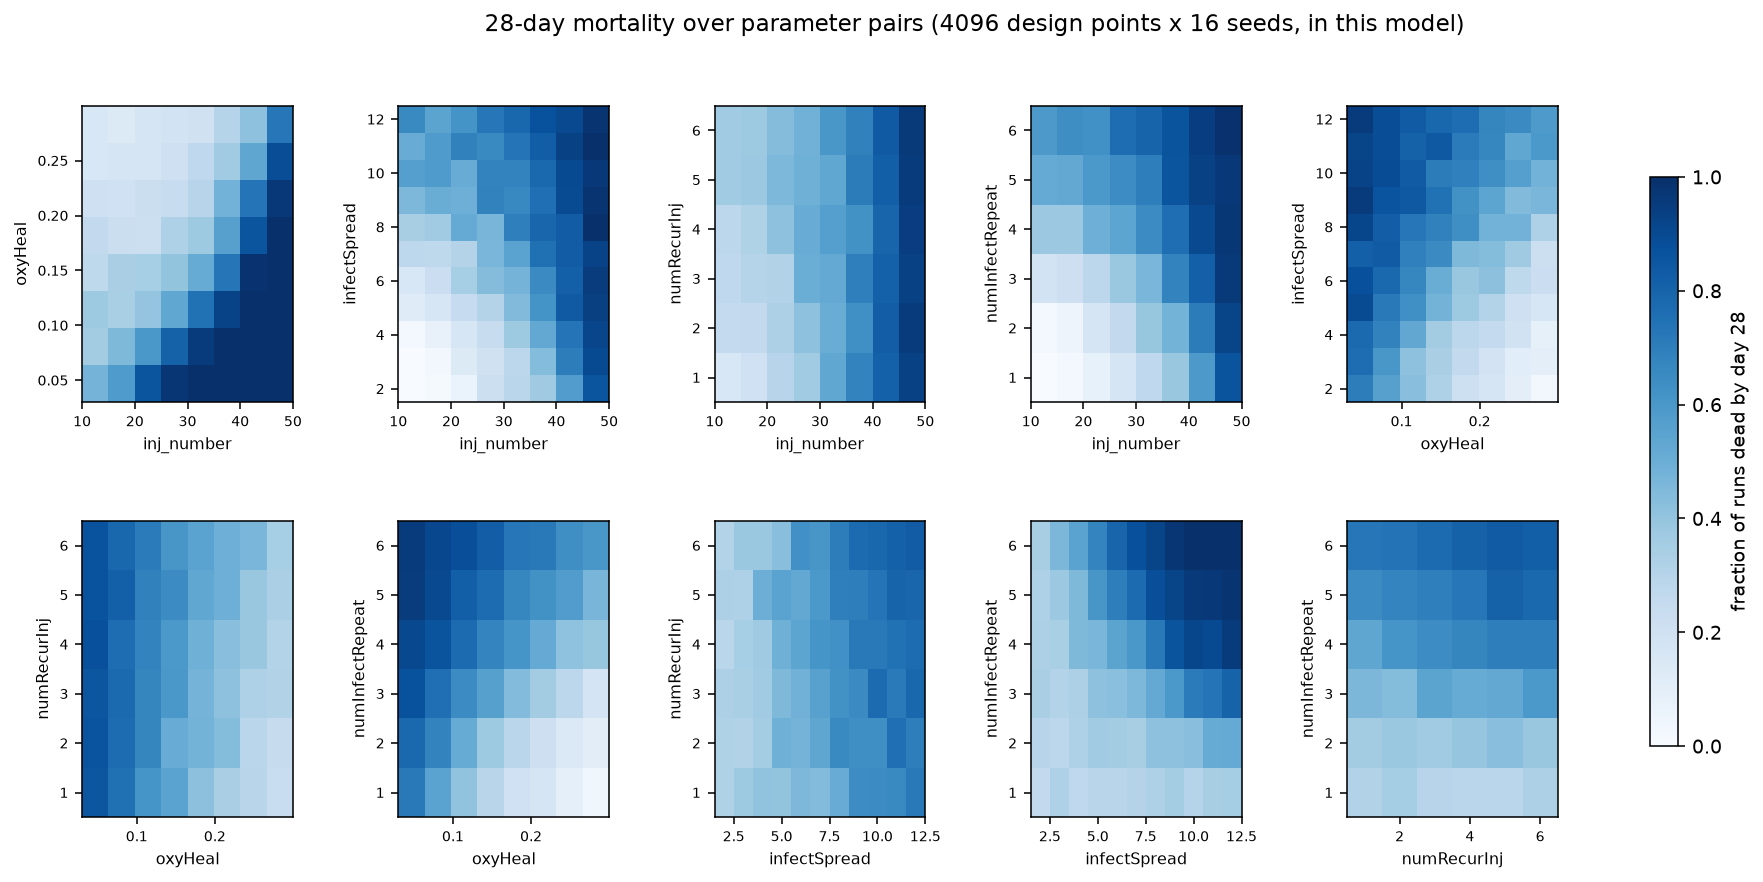 28-day mortality over parameter pairs (4096 design points x 16 seeds, in this model)
oxyHeal
0.25
0.20
0.15
0.10
0.05
10 20 30 40 50
inj_number
infectSpread
12
10
8
6
4
2
10 20 30 40 50
inj_number
numRecurInj
6
5
4
3
2
1
10 20 30 40 50
inj_number
numInfectRepeat
6
5
4
3
2
1
10 20 30 40 50
inj_number
infectSpread
12
10
8
6
4
2
0.1 0.2
oxyHeal
numRecurInj
6
5
4
3
2
1
0.1 0.2
oxyHeal
numInfectRepeat
6
5
4
3
2
1
0.1 0.2
oxyHeal
numRecurInj
6
5
4
3
2
1
2.5 5.0 7.5 10.0 12.5
infectSpread
numInfectRepeat
6
5
4
3
2
1
2.5 5.0 7.5 10.0 12.5
infectSpread
numInfectRepeat
6
5
4
3
2
1
2 4 6
numRecurInj
1.0
0.8
0.6
0.4
0.2
0.0
fraction of runs dead by day 28